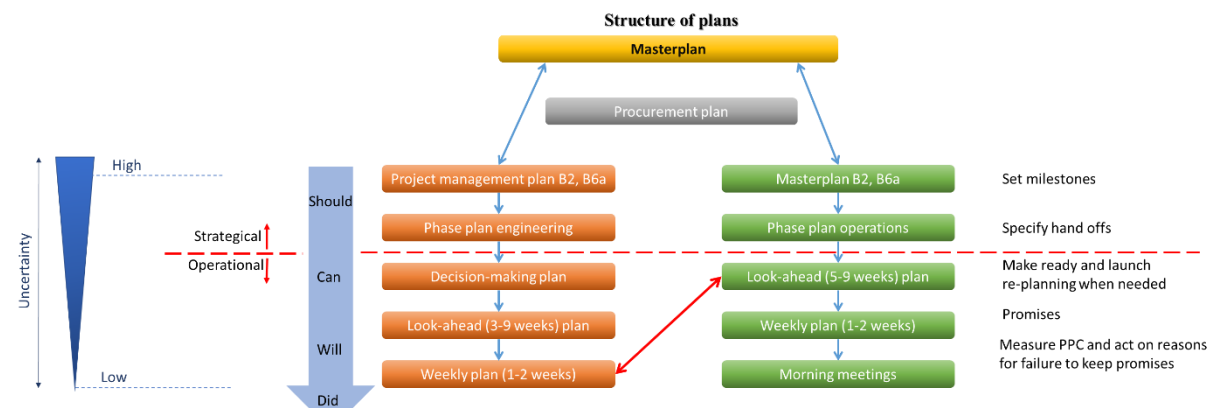 Structure of plans
Masterplan
Procurement plan
High
Uncertainty
Low
Strategical
Operational
Should
Can
Will
Did
Project management plan B2, B6a
Phase plan engineering
Decision-making plan
Look-ahead (3-9 weeks) plan
Weekly plan (1-2 weeks)
Masterplan B2, B6a
Phase plan operations
Look-ahead (5-9 weeks) plan
Weekly plan (1-2 weeks)
Morning meetings
Set milestones
Specify hand offs
Make ready and launch
re-planning when needed
Promises
Measure PPC and act on reasons
for failure to keep promises